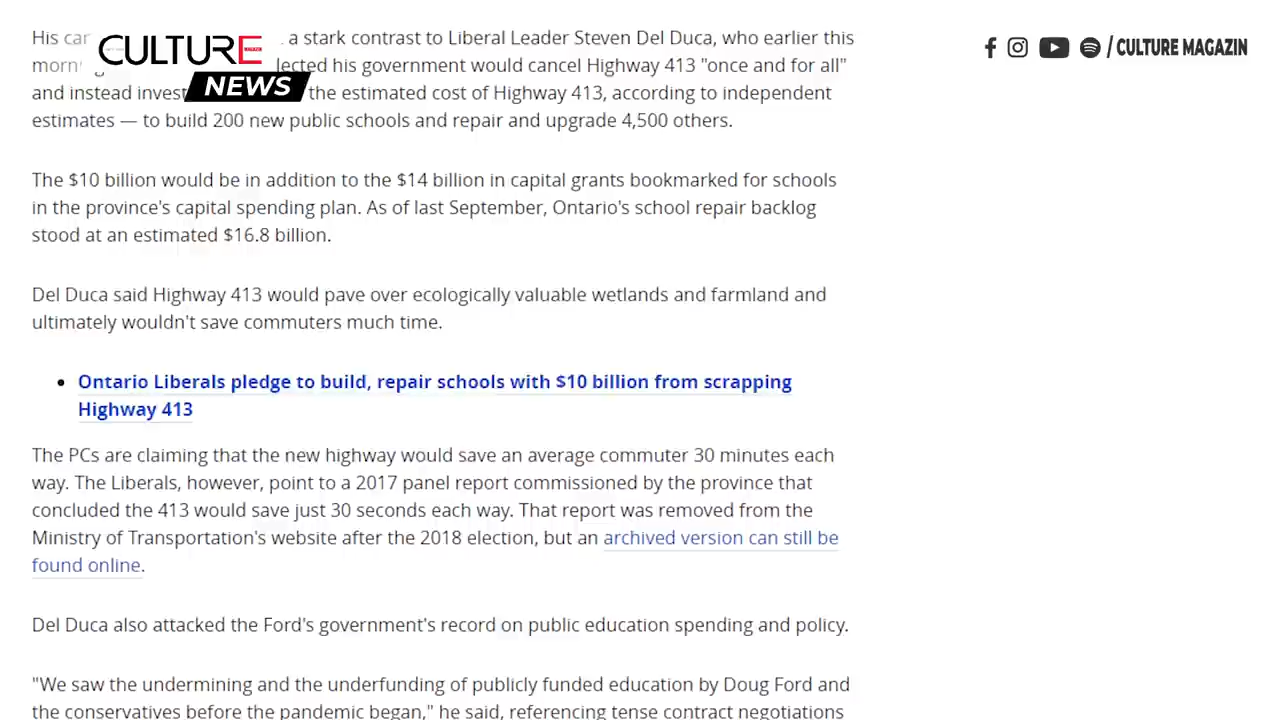 His
a stark contrast to Liberal Leader Steven Del Duca, who earlier this
CULTURE
NEWS
/ CULTURE MAGAZIN
his government would cancel Highway 413 "once and for all"
and instead invest the estimated cost of Highway 413, according to independent
estimates — to build 200 new public schools and repair and upgrade 4,500 others.
The $10 billion would be in addition to the $14 billion in capital grants bookmarked for schools
in the province's capital spending plan. As of last September, Ontario's school repair backlog
stood at an estimated $16.8 billion.
Del Duca said Highway 413 would pave over ecologically valuable wetlands and farmland and
ultimately wouldn't save commuters much time.
Ontario Liberals pledge to build, repair schools with $10 billion from scrapping
Highway 413
The PCs are claiming that the new highway would save an average commuter 30 minutes each
way. The Liberals, however, point to a 2017 panel report commissioned by the province that
concluded the 413 would save just 30 seconds each way. That report was removed from the
Ministry of Transportation's website after the 2018 election, but an archived version can still be
found online.
Del Duca also attacked the Ford's government's record on public education spending and policy.
"We saw the undermining and the underfunding of publicly funded education by Doug Ford and
the conservatives before the pandemic began," he said, referencing tense contract negotiations